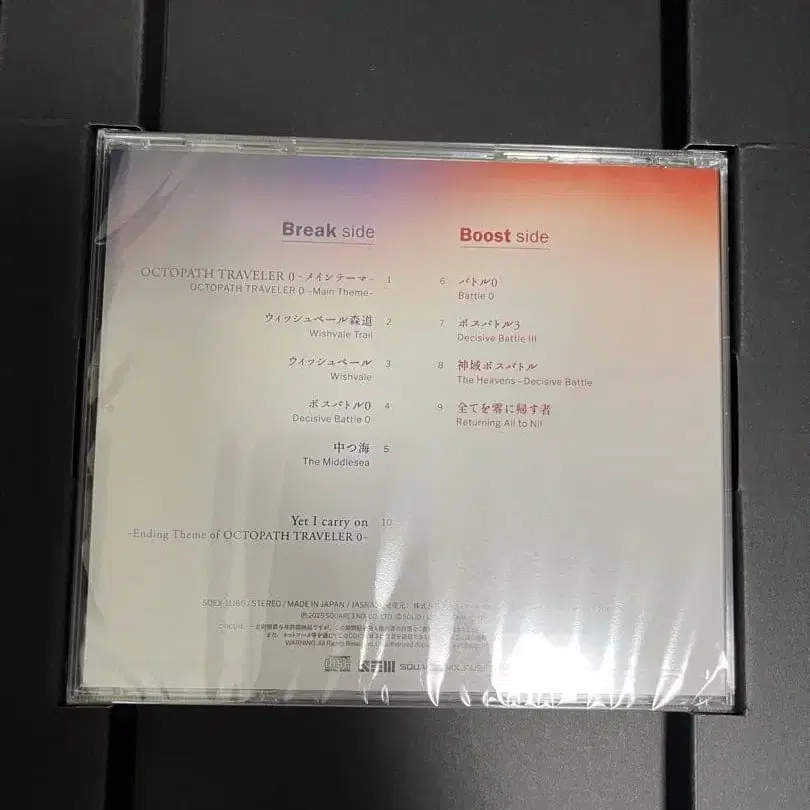 Break side
OCTOPATH TRAVELER 0 -メインテーマ- 1
OCTOPATH TRAVELER 0 -Main Theme-
ウィッシュベール森道 2
Wishvale Trail
ウィッシュベール 3
Wishvale
ボスバトル0 4
Decisive Battle 0
中つ海 5
The Middlesea
Yet I carry on 10
-Ending Theme of OCTOPATH TRAVELER 0-
Boost side
6 バトル0
Battle 0
7 ボスバトル3
Decisive Battle III
8 神域ボスバトル
The Heavens - Decisive Battle
9 全てを零に帰す者
Returning All to Nil
SQEX-11180 / STEREO / MADE IN JAPAN / JASRAC
Ⓟ 2025 SQUARE ENIX CO., LTD.
WARNING: All Rights Reserved. Unauthorized